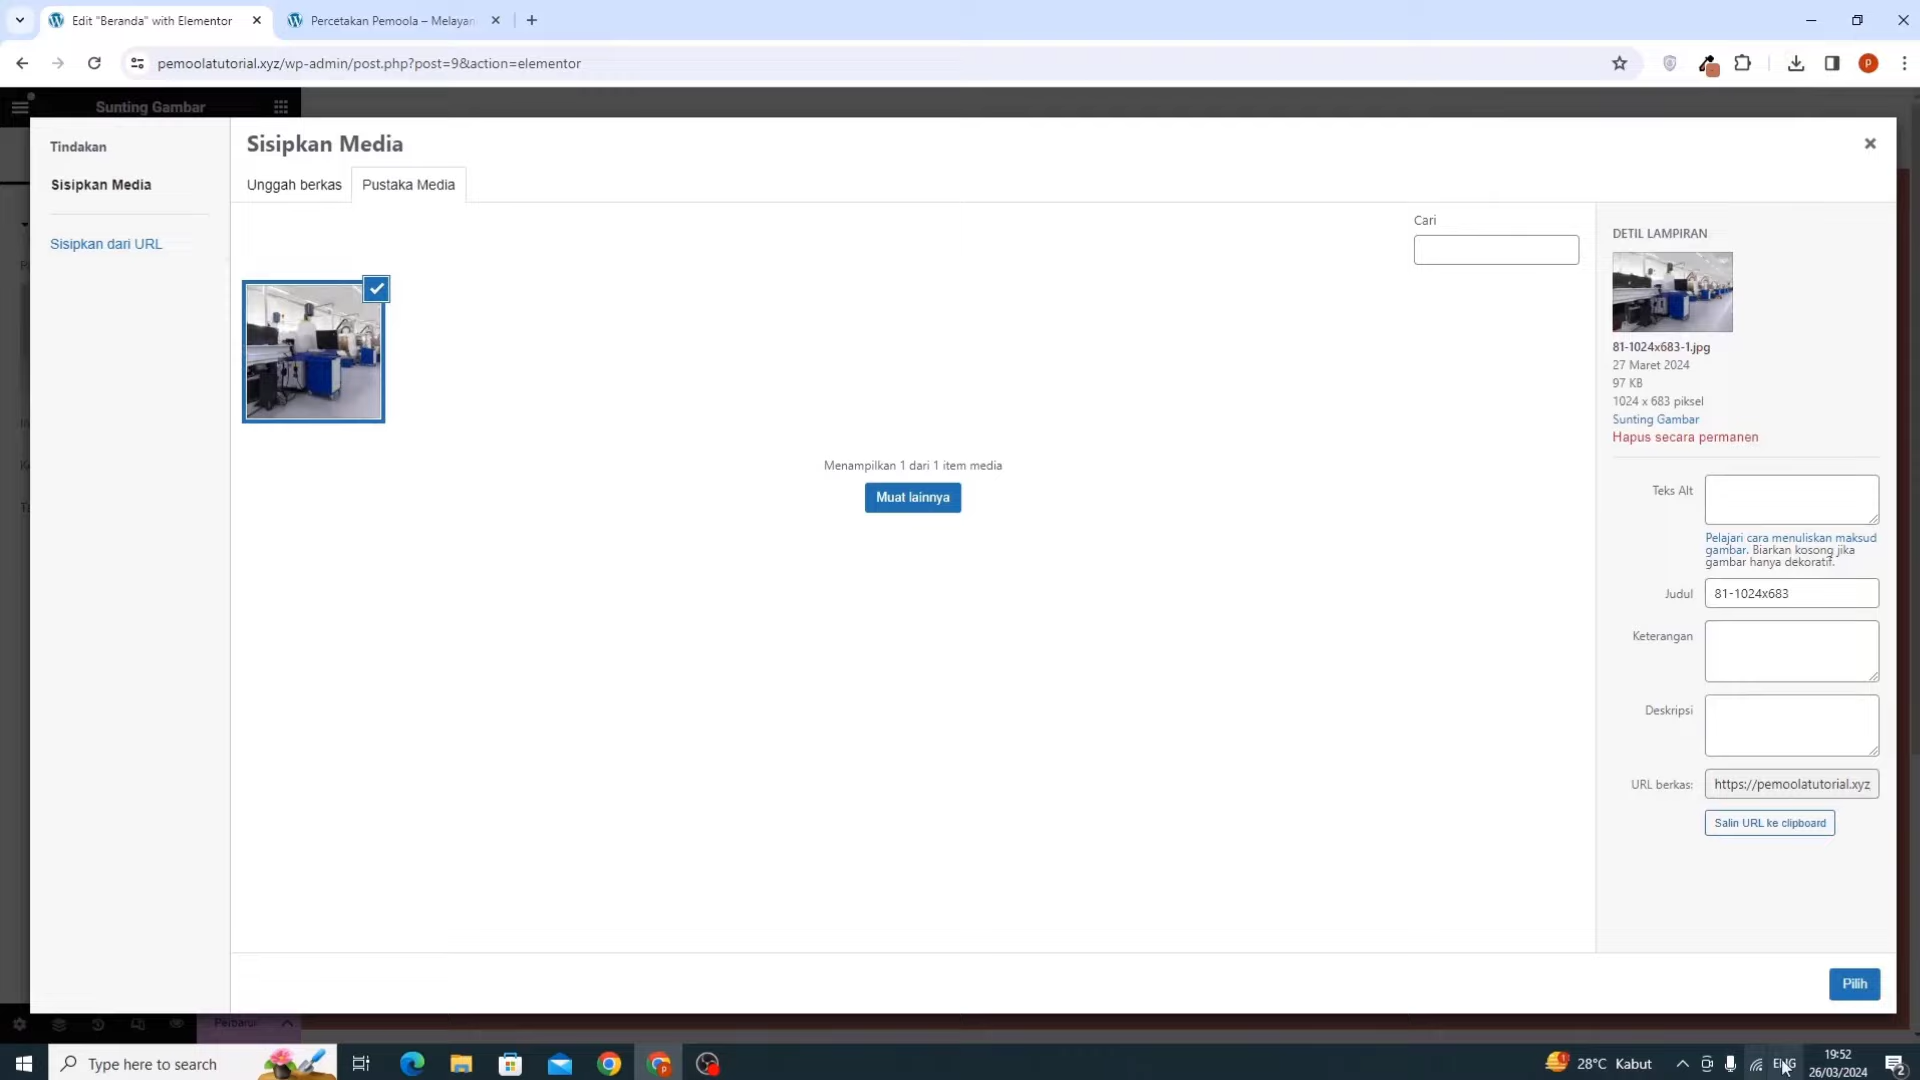 Edit "Beranda" with Elementor
Percetakan Pemoola – Melayan
pemoolatutorial.xyz/wp-admin/post.php?post=9&action=elementor
P
Sunting Gambar
Tindakan
Sisipkan Media
Sisipkan dari URL
Sisipkan Media
Unggah berkas
Pustaka Media
Cari
Menampilkan 1 dari 1 item media
Muat lainnya
DETIL LAMPIRAN
81-1024x683-1.jpg
27 Maret 2024
97 KB
1024 x 683 piksel
Sunting Gambar
Hapus secara permanen
Teks Alt
Pelajari cara menuliskan maksud
gambar. Biarkan kosong jika
gambar hanya dekoratif.
Judul
81-1024x683
Keterangan
Deskripsi
URL berkas:
https://pemoolatutorial.xyz
Salin URL ke clipboard
Pilih
Perbarui
Type here to search
28°C Kabut
ENG
19:52
26/03/2024
2